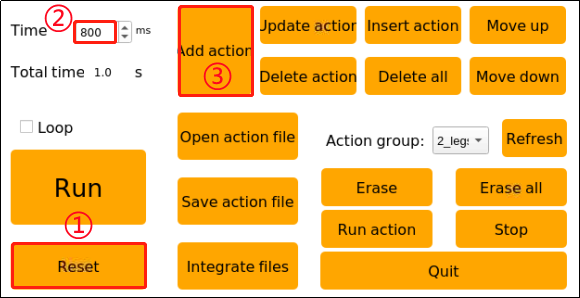 Time ② 800 ms
Add action
③
Update action Insert action Move up
Total time 1.0 s
Delete action Delete all Move down
Loop
Open action file
Action group: 2_legs Refresh
Run
Save action file
Erase Erase all
①
Run action Stop
Reset
Integrate files
Quit